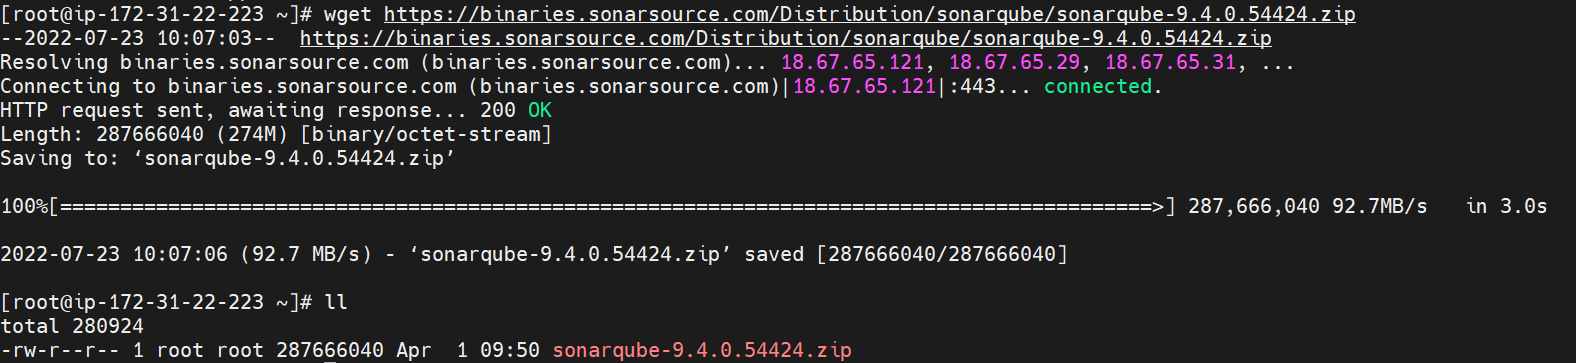 [root@ip-172-31-22-223 ~]# wget https://binaries.sonarsource.com/Distribution/sonarqube/sonarqube-9.4.0.54424.zip
--2022-07-23 10:07:03--  https://binaries.sonarsource.com/Distribution/sonarqube/sonarqube-9.4.0.54424.zip
Resolving binaries.sonarsource.com (binaries.sonarsource.com)... 18.67.65.121, 18.67.65.29, 18.67.65.31, ...
Connecting to binaries.sonarsource.com (binaries.sonarsource.com)|18.67.65.121|:443... connected.
HTTP request sent, awaiting response... 200 OK
Length: 287666040 (274M) [binary/octet-stream]
Saving to: ‘sonarqube-9.4.0.54424.zip’
100%[===========================================================================================>] 287,666,040 92.7MB/s   in 3.0s
2022-07-23 10:07:06 (92.7 MB/s) - ‘sonarqube-9.4.0.54424.zip’ saved [287666040/287666040]
[root@ip-172-31-22-223 ~]# ll
total 280924
-rw-r--r-- 1 root root 287666040 Apr  1 09:50 sonarqube-9.4.0.54424.zip